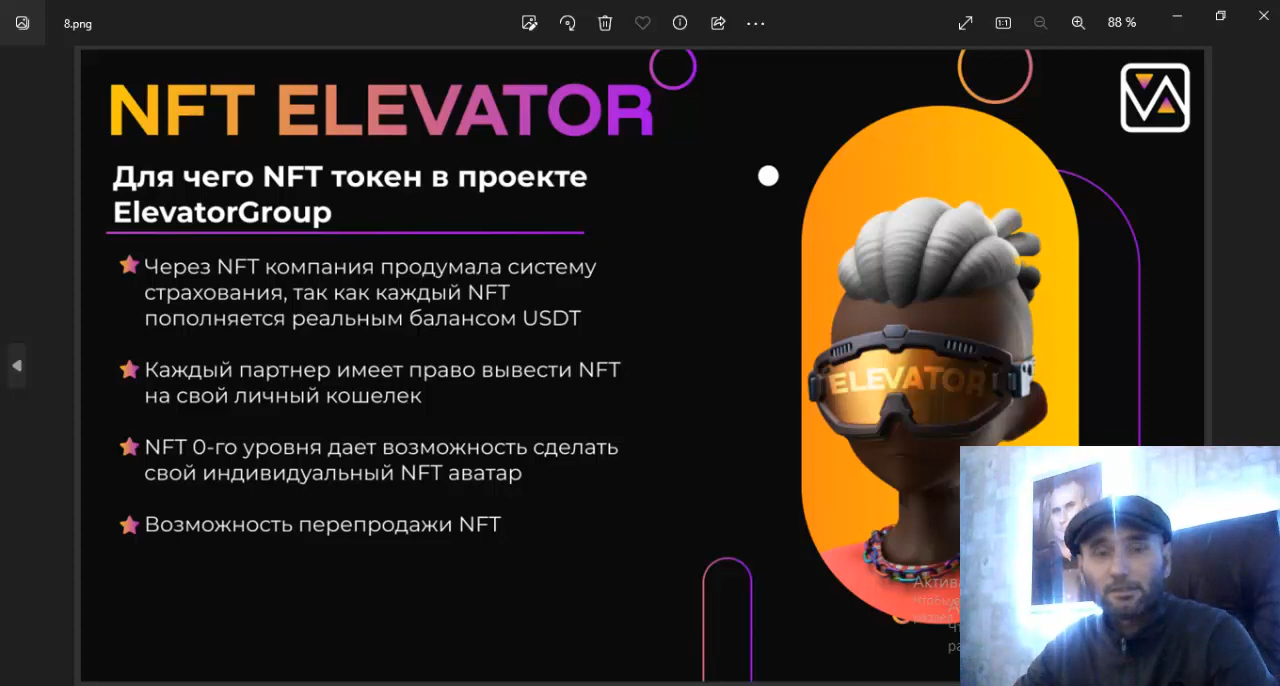 8.png
88 %
NFT ELEVATOR
Для чего NFT токен в проекте
ElevatorGroup
Через NFT компания продумала систему
страхования, так как каждый NFT
пополняется реальным балансом USDT
Каждый партнер имеет право вывести NFT
на свой личный кошелек
NFT 0-го уровня дает возможность сделать
свой индивидуальный NFT аватар
Возможность перепродажи NFT
ELEVATOR